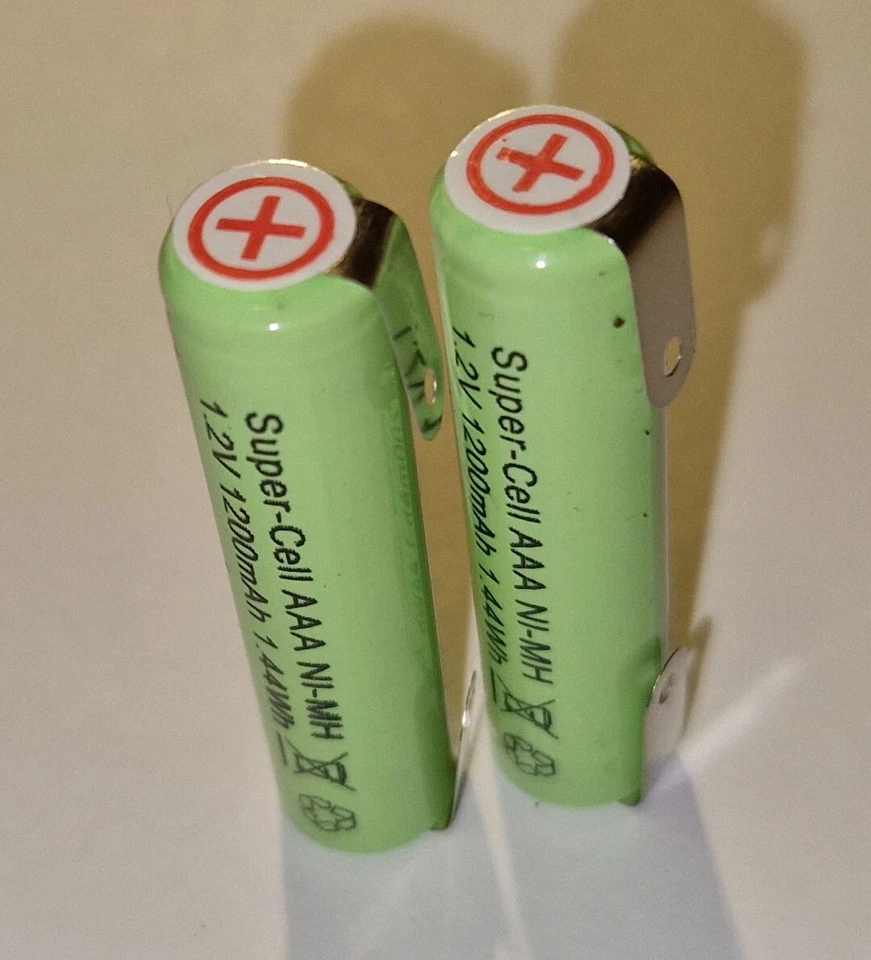 Super-Cell AAA NI-MH
1.2V 1200mAh 1.44Wh
Super-Cell AAA NI-MH
1.2V 1200mAh 1.44Wh